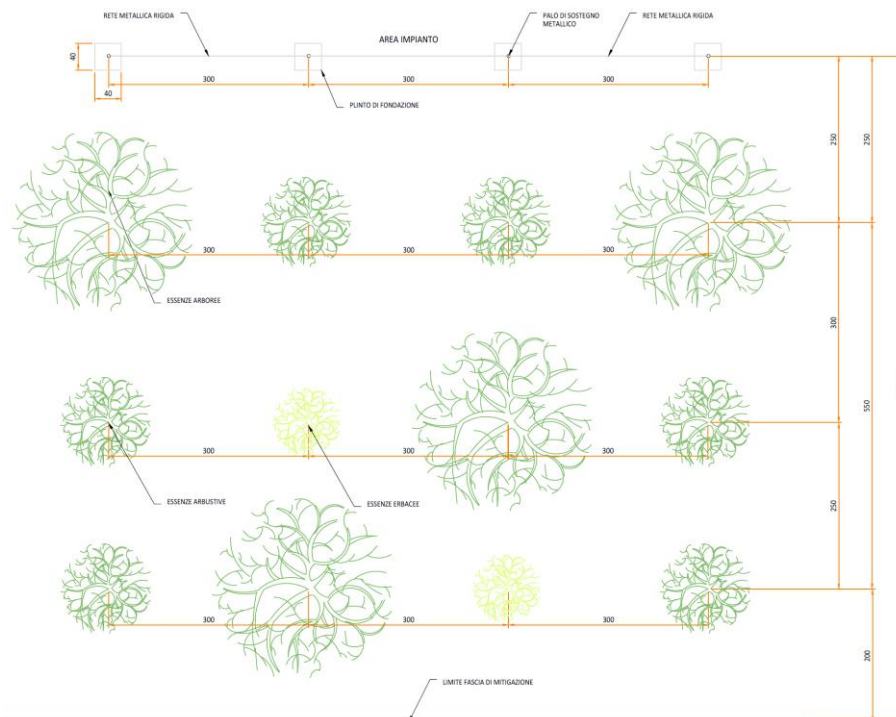 RETE METALLICA RIGIDA
PALO DI SOSTEGNO
METALLICO
RETE METALLICA RIGIDA
AREA IMPIANTO
40
300
300
300
40
PLINTO DI FONDAZIONE
250
250
300
300
300
ESSENZE ARBOREE
300
550
300
300
300
ESSENZE ARBUSTIVE
ESSENZE ERBACEE
250
300
300
300
200
LIMITE FASCIA DI MITIGAZIONE